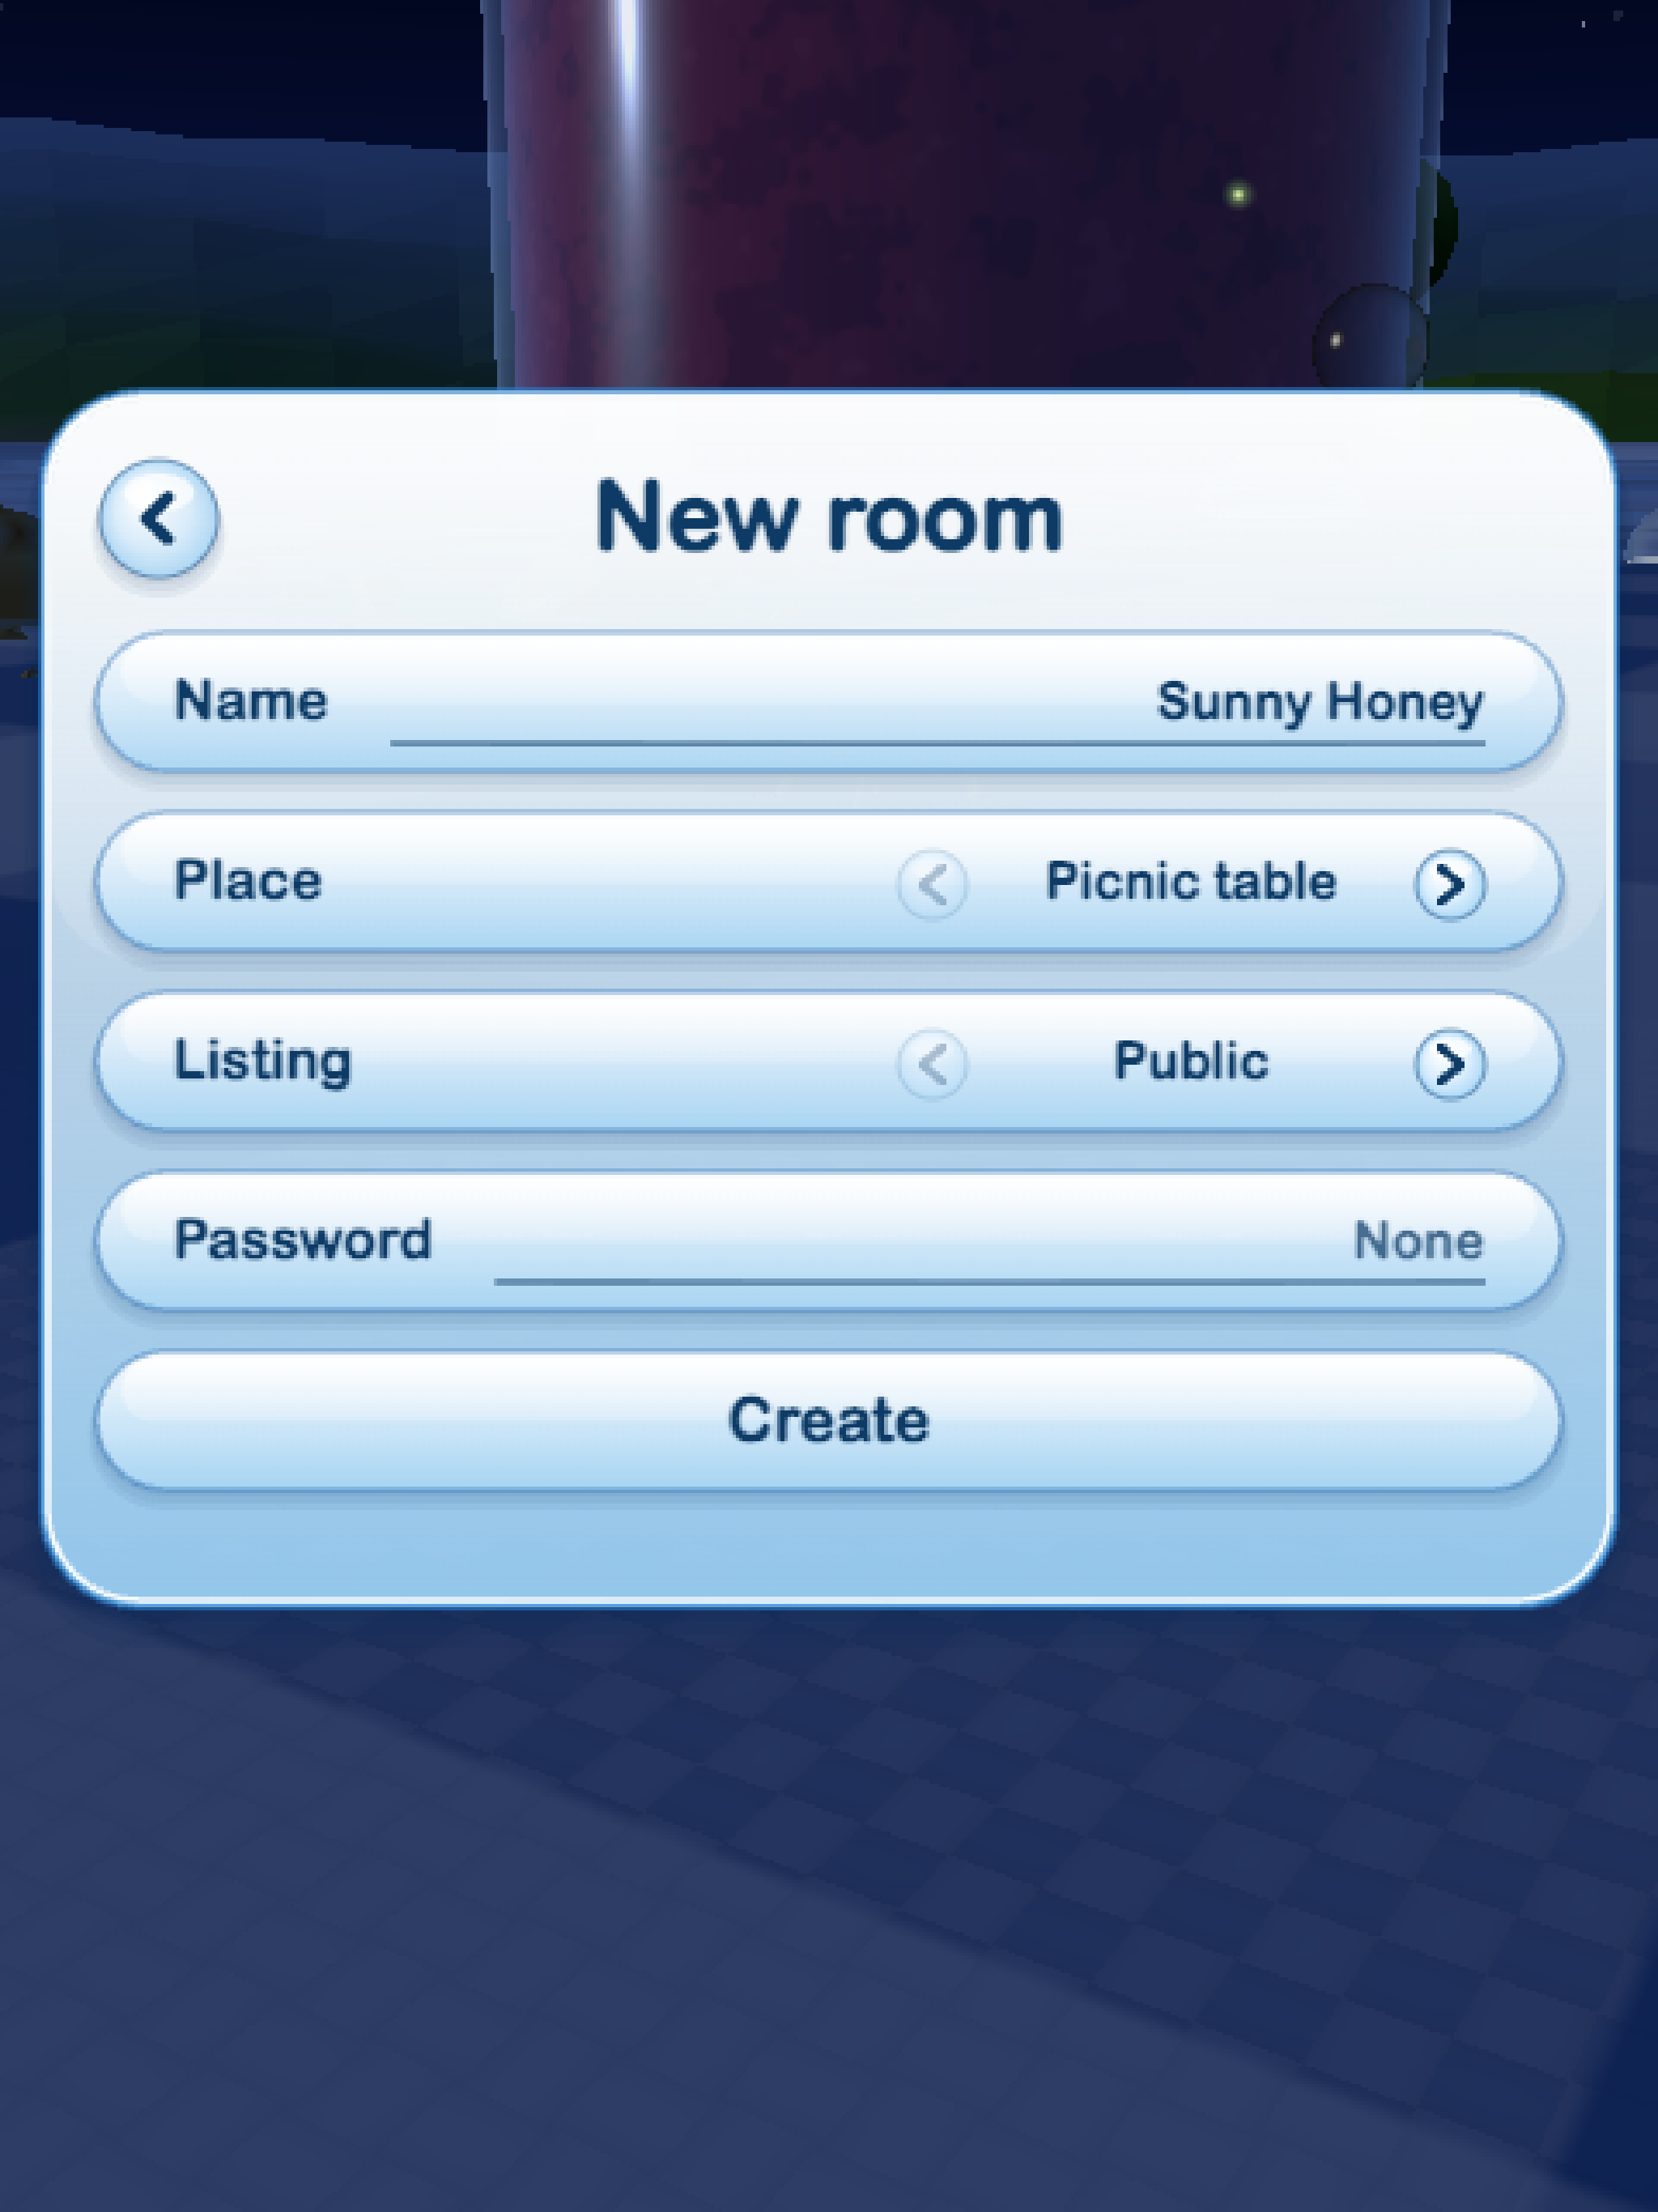 New room
Name Sunny Honey
Place Picnic table
Listing Public
Password None
Create